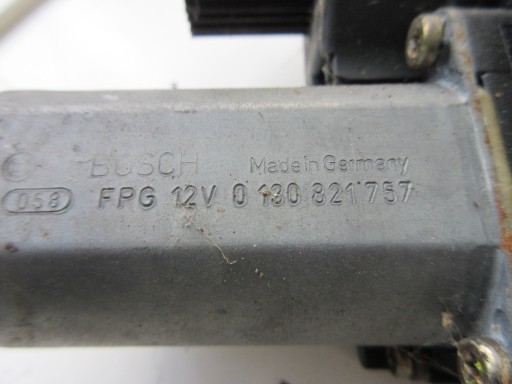 BOSCH Made in Germany
058 FPG 12V 0 130 821 757